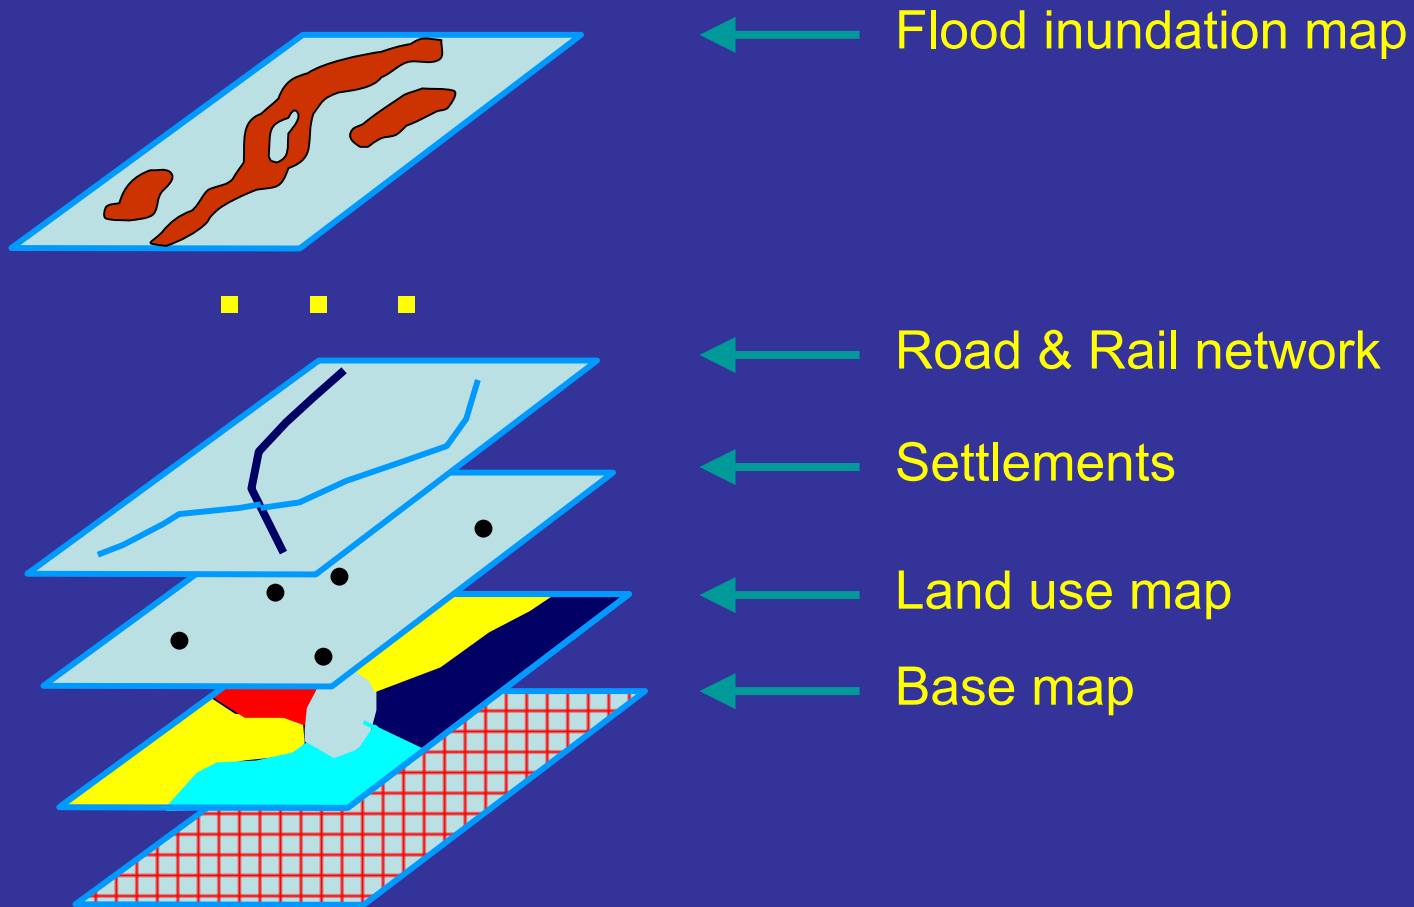 Flood inundation map
Road & Rail network
Settlements
Land use map
Base map